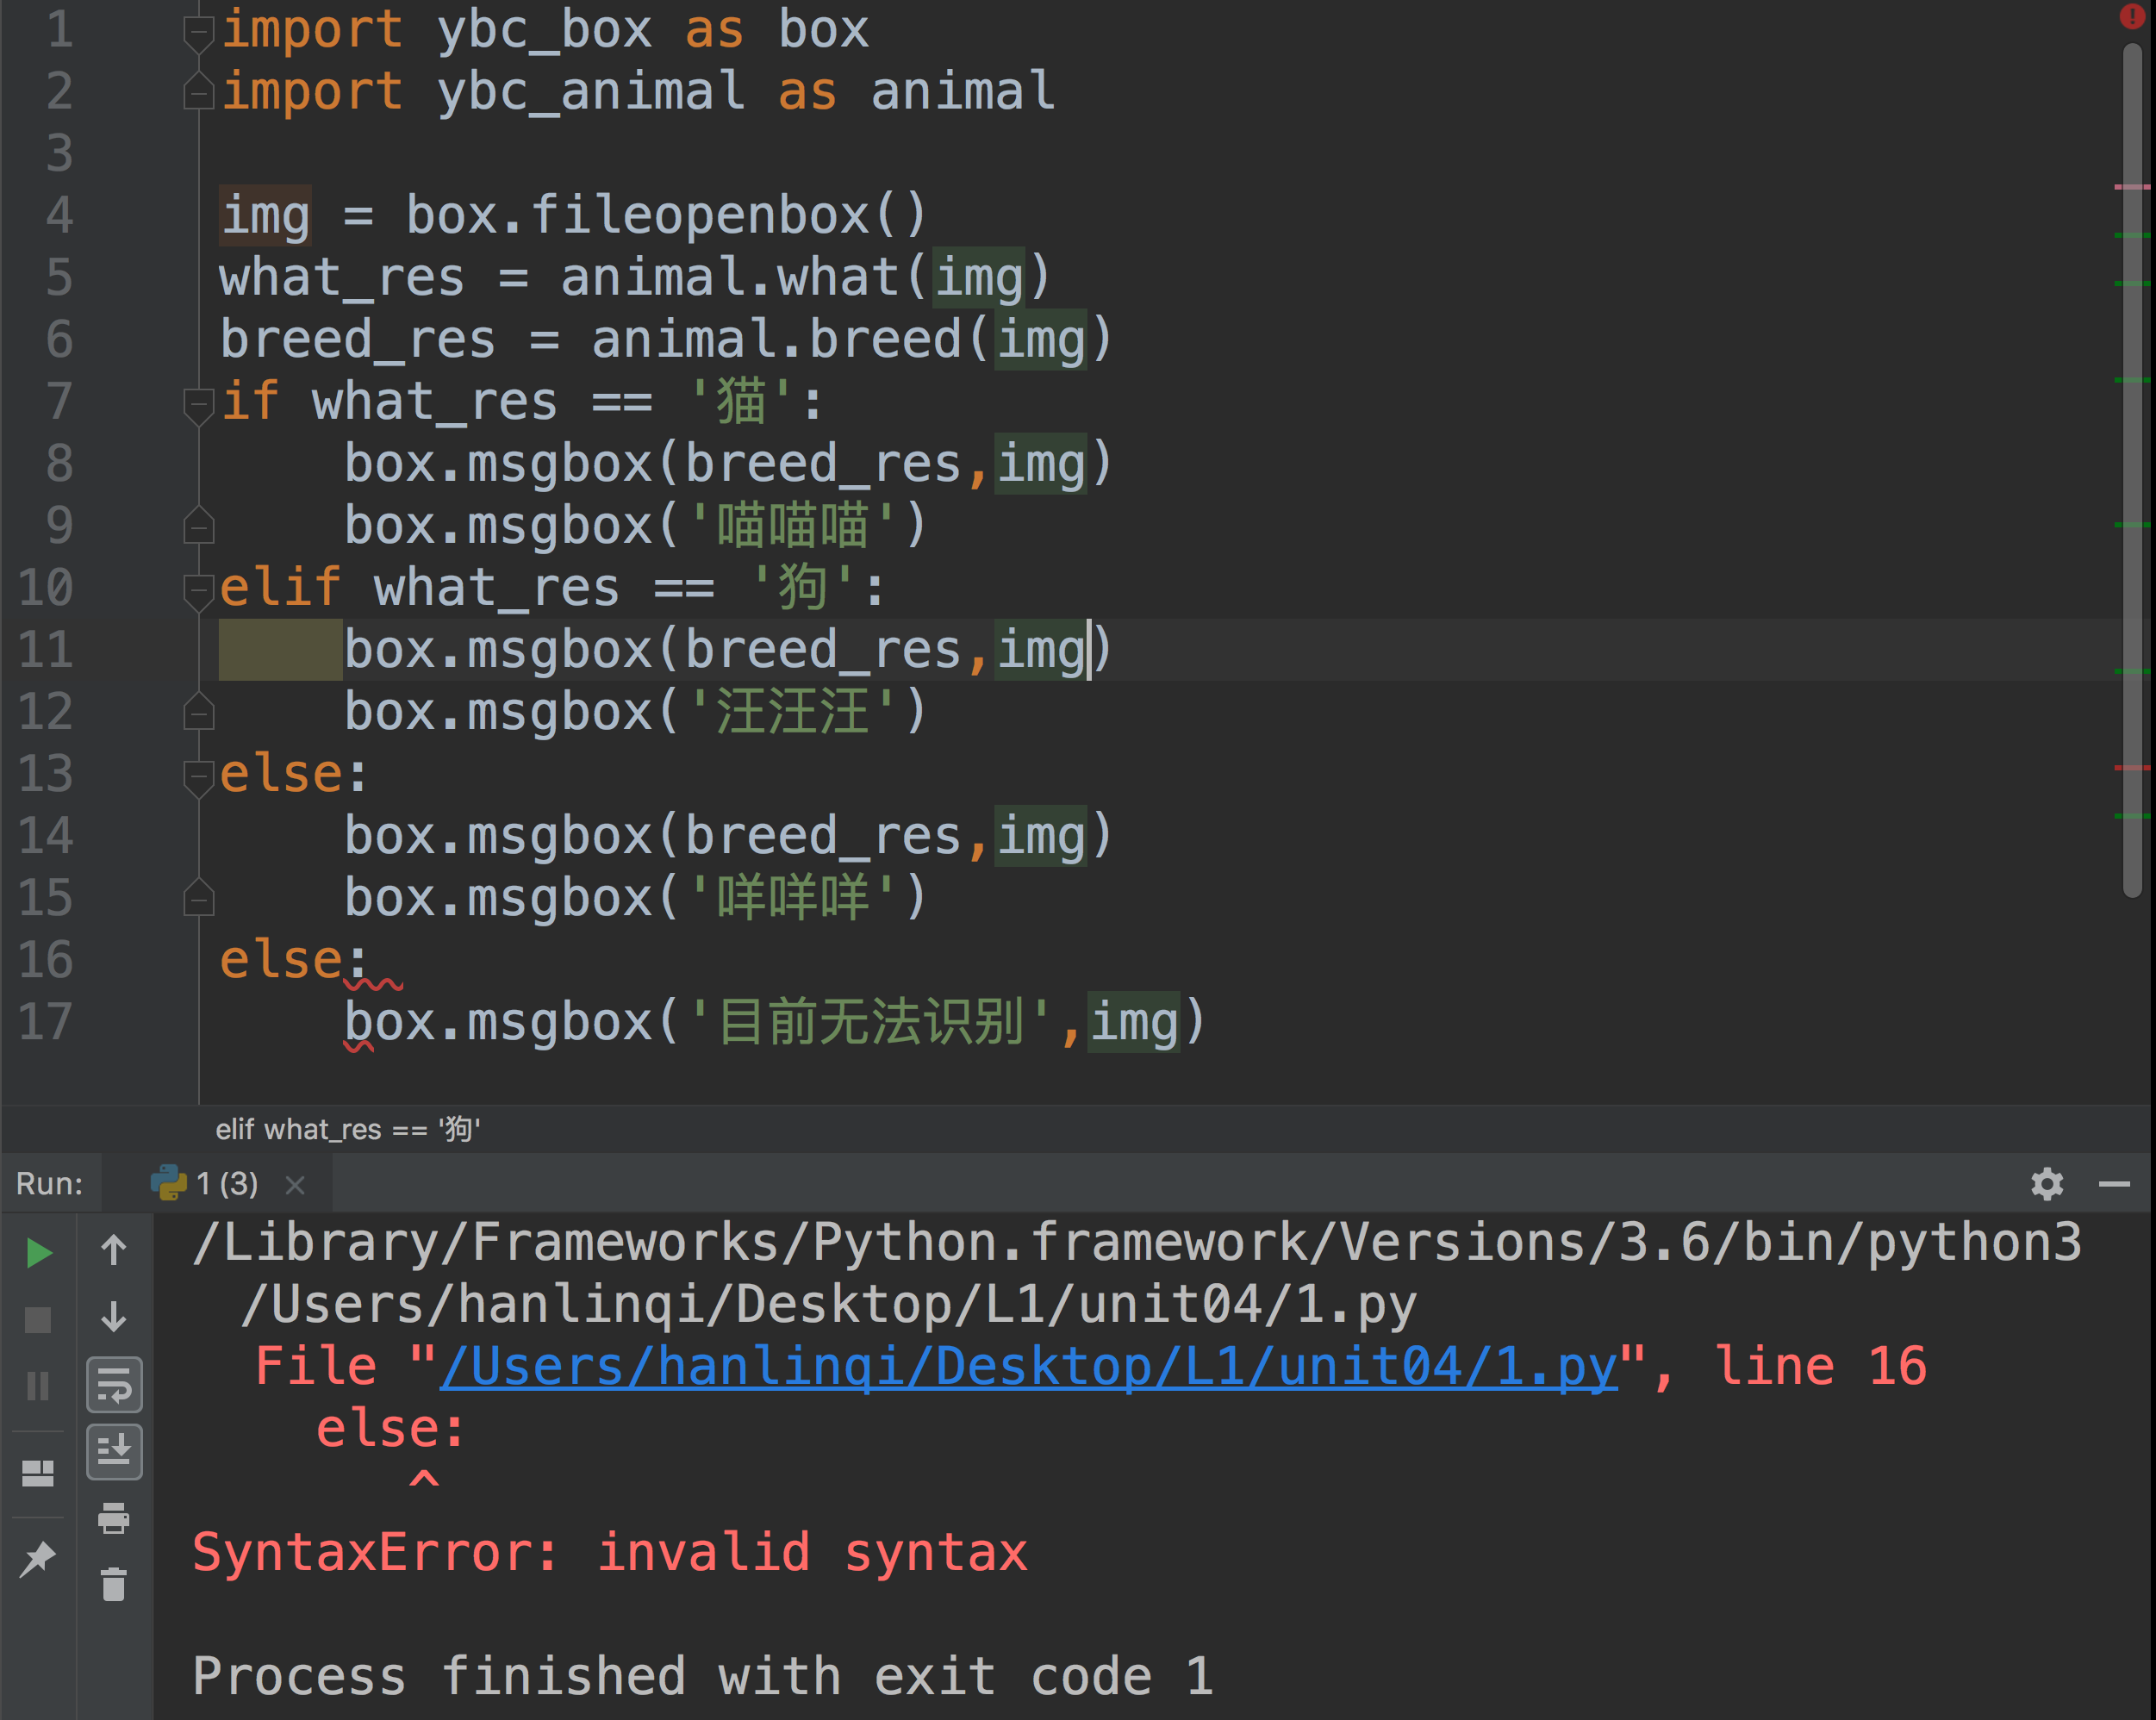 1 import ybc_box as box
2 import ybc_animal as animal
3
4 img = box.fileopenbox()
5 what_res = animal.what(img)
6 breed_res = animal.breed(img)
7 if what_res == '猫':
8     box.msgbox(breed_res,img)
9     box.msgbox('喵喵喵')
10 elif what_res == '狗':
11     box.msgbox(breed_res,img)
12     box.msgbox('汪汪汪')
13 else:
14     box.msgbox(breed_res,img)
15     box.msgbox('咩咩咩')
16 else:
17     box.msgbox('目前无法识别',img)
elif what_res == '狗'
Run: 1 (3) ×
/Library/Frameworks/Python.framework/Versions/3.6/bin/python3
/Users/hanlinqi/Desktop/L1/unit04/1.py
File "/Users/hanlinqi/Desktop/L1/unit04/1.py", line 16
else:
^
SyntaxError: invalid syntax
Process finished with exit code 1